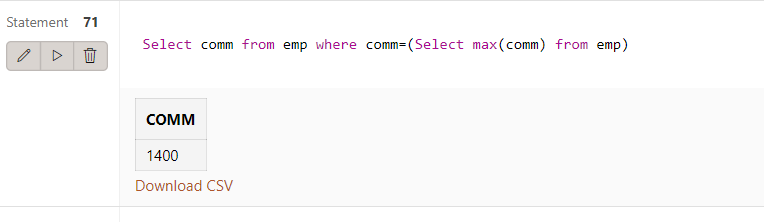 Statement 71
Select comm from emp where comm=(Select max(comm) from emp)
COMM
1400
Download CSV